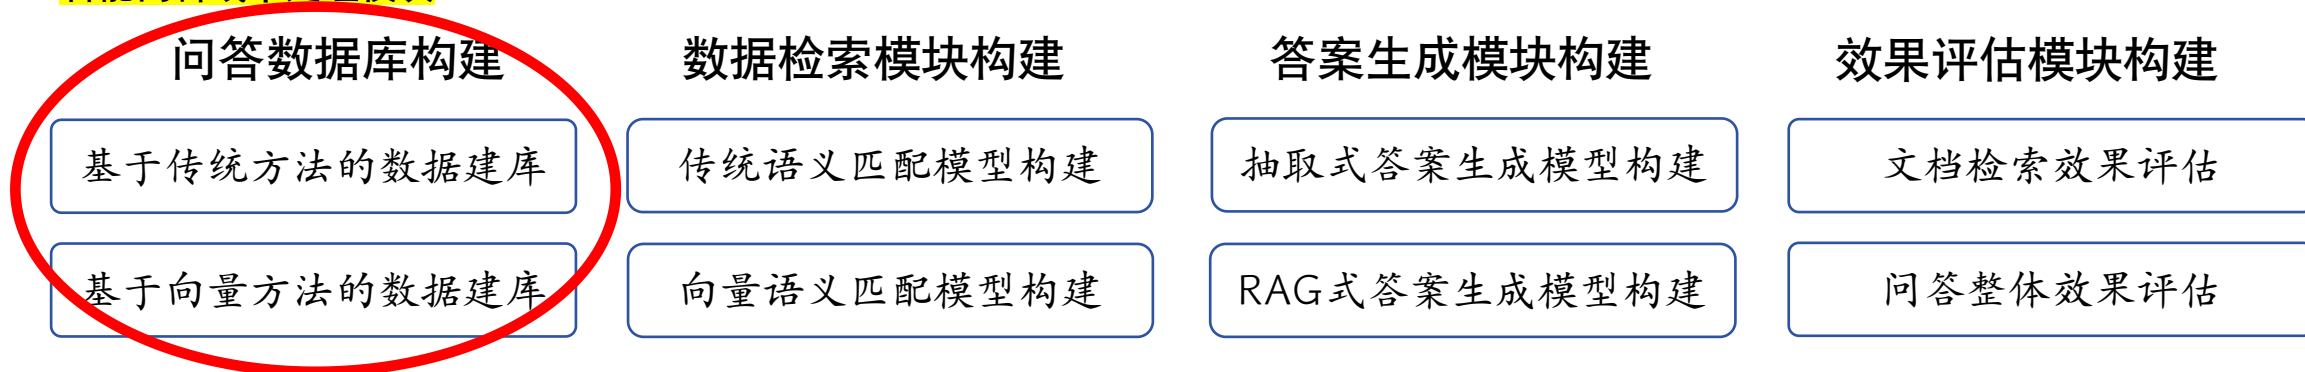 问答数据库构建
数据检索模块构建
答案生成模块构建
效果评估模块构建
基于传统方法的数据建库
传统语义匹配模型构建
抽取式答案生成模型构建
文档检索效果评估
基于向量方法的数据建库
向量语义匹配模型构建
RAG式答案生成模型构建
问答整体效果评估